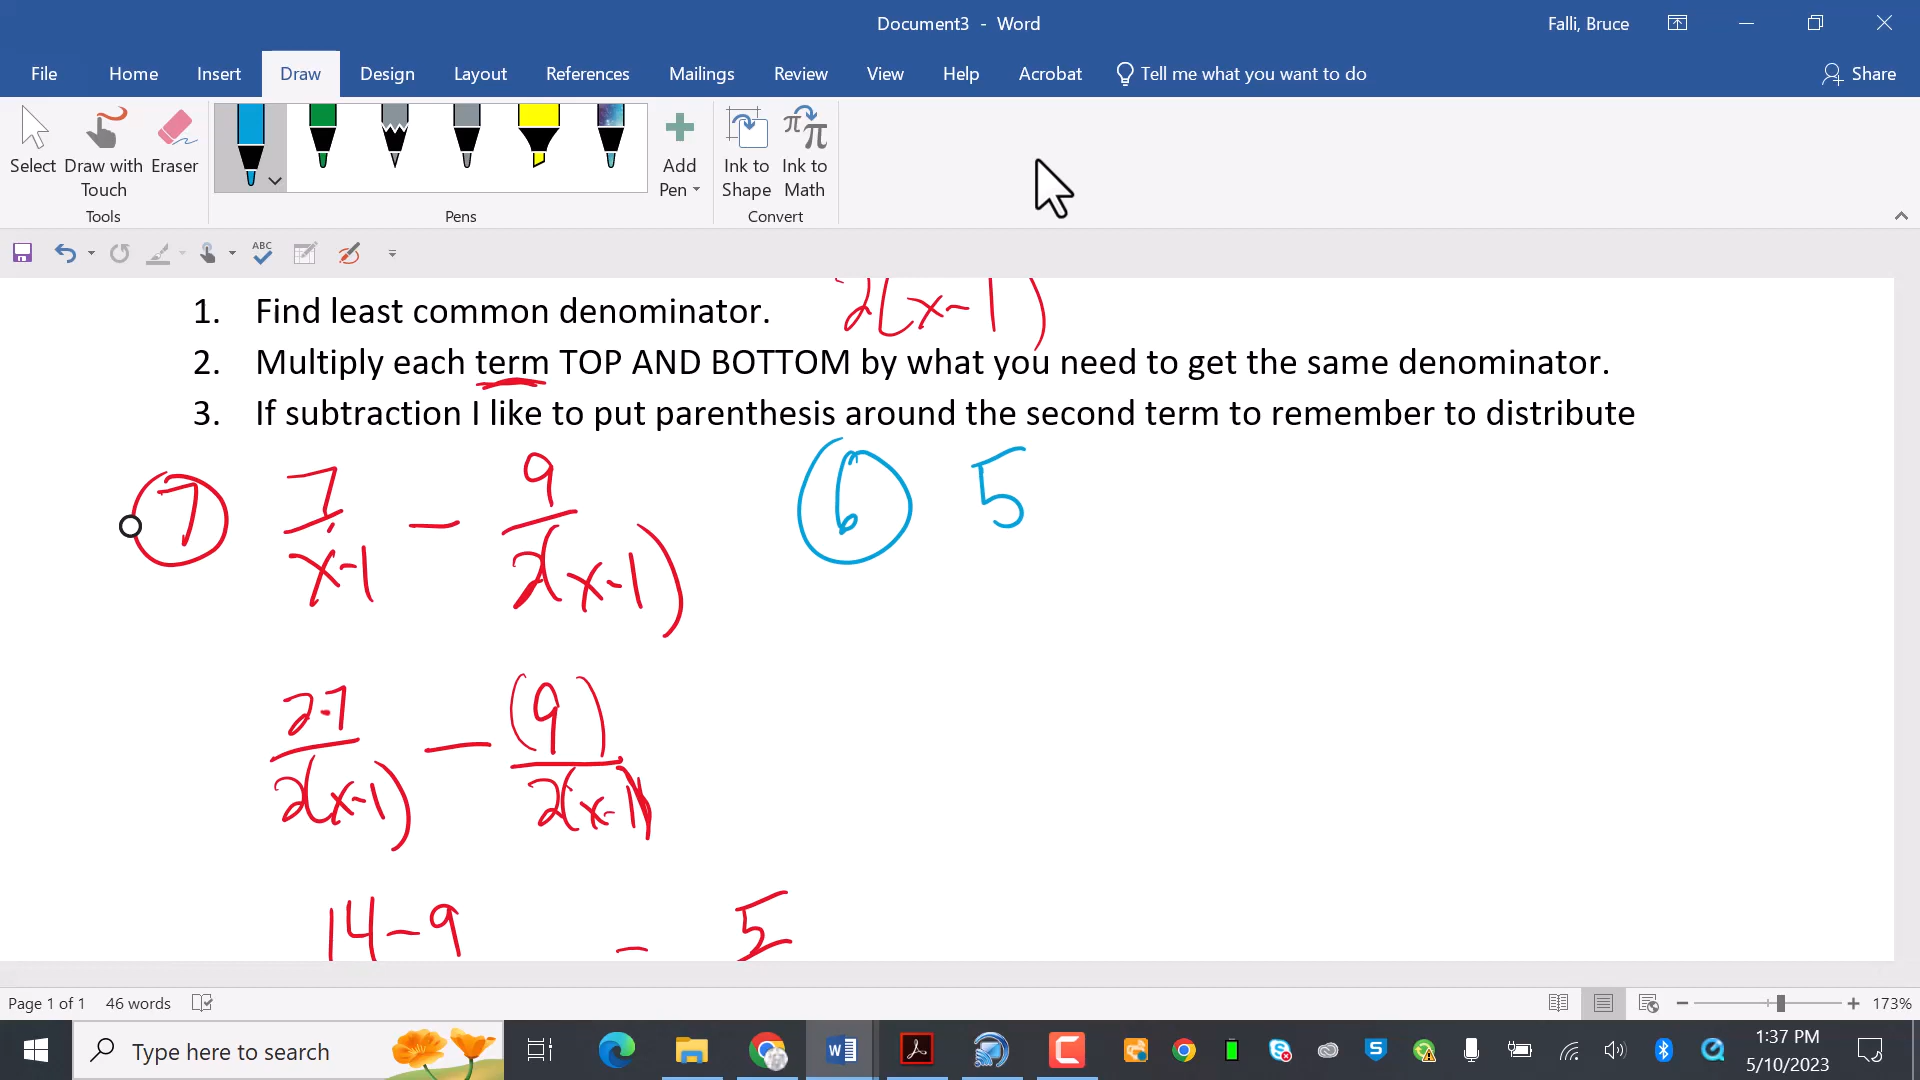 Document3 - Word
Falli, Bruce
File Home Insert Draw Design Layout References Mailings Review View Help Acrobat Tell me what you want to do Share
Select Draw with Touch Eraser Add Pen Ink to Shape Ink to Math
Tools Pens Convert
ABC
2(x-1)
1. Find least common denominator.
2. Multiply each term TOP AND BOTTOM by what you need to get the same denominator.
3. If subtraction I like to put parenthesis around the second term to remember to distribute
7 7 9 6 5
—
x-1 2(x-1)
2·7 (9)
—
2(x-1) 2(x-1)
14-9 = 5
Page 1 of 1 46 words 173%
Type here to search
1:37 PM
5/10/2023